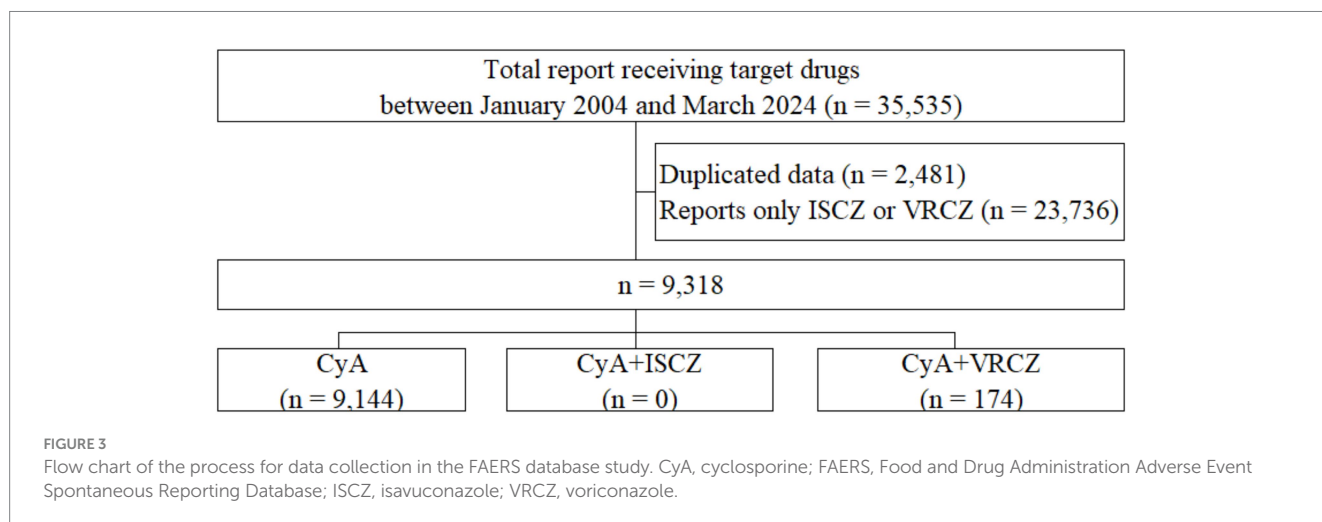 Total report receiving target drugs
between January 2004 and March 2024 (n = 35,535)
Duplicated data (n = 2,481)
Reports only ISCZ or VRCZ (n = 23,736)
n = 9,318
CyA
(n = 9,144)
CyA+ISCZ
(n = 0)
CyA+VRCZ
(n = 174)
FIGURE 3
Flow chart of the process for data collection in the FAERS database study. CyA, cyclosporine; FAERS, Food and Drug Administration Adverse Event
Spontaneous Reporting Database; ISCZ, isavuconazole; VRCZ, voriconazole.